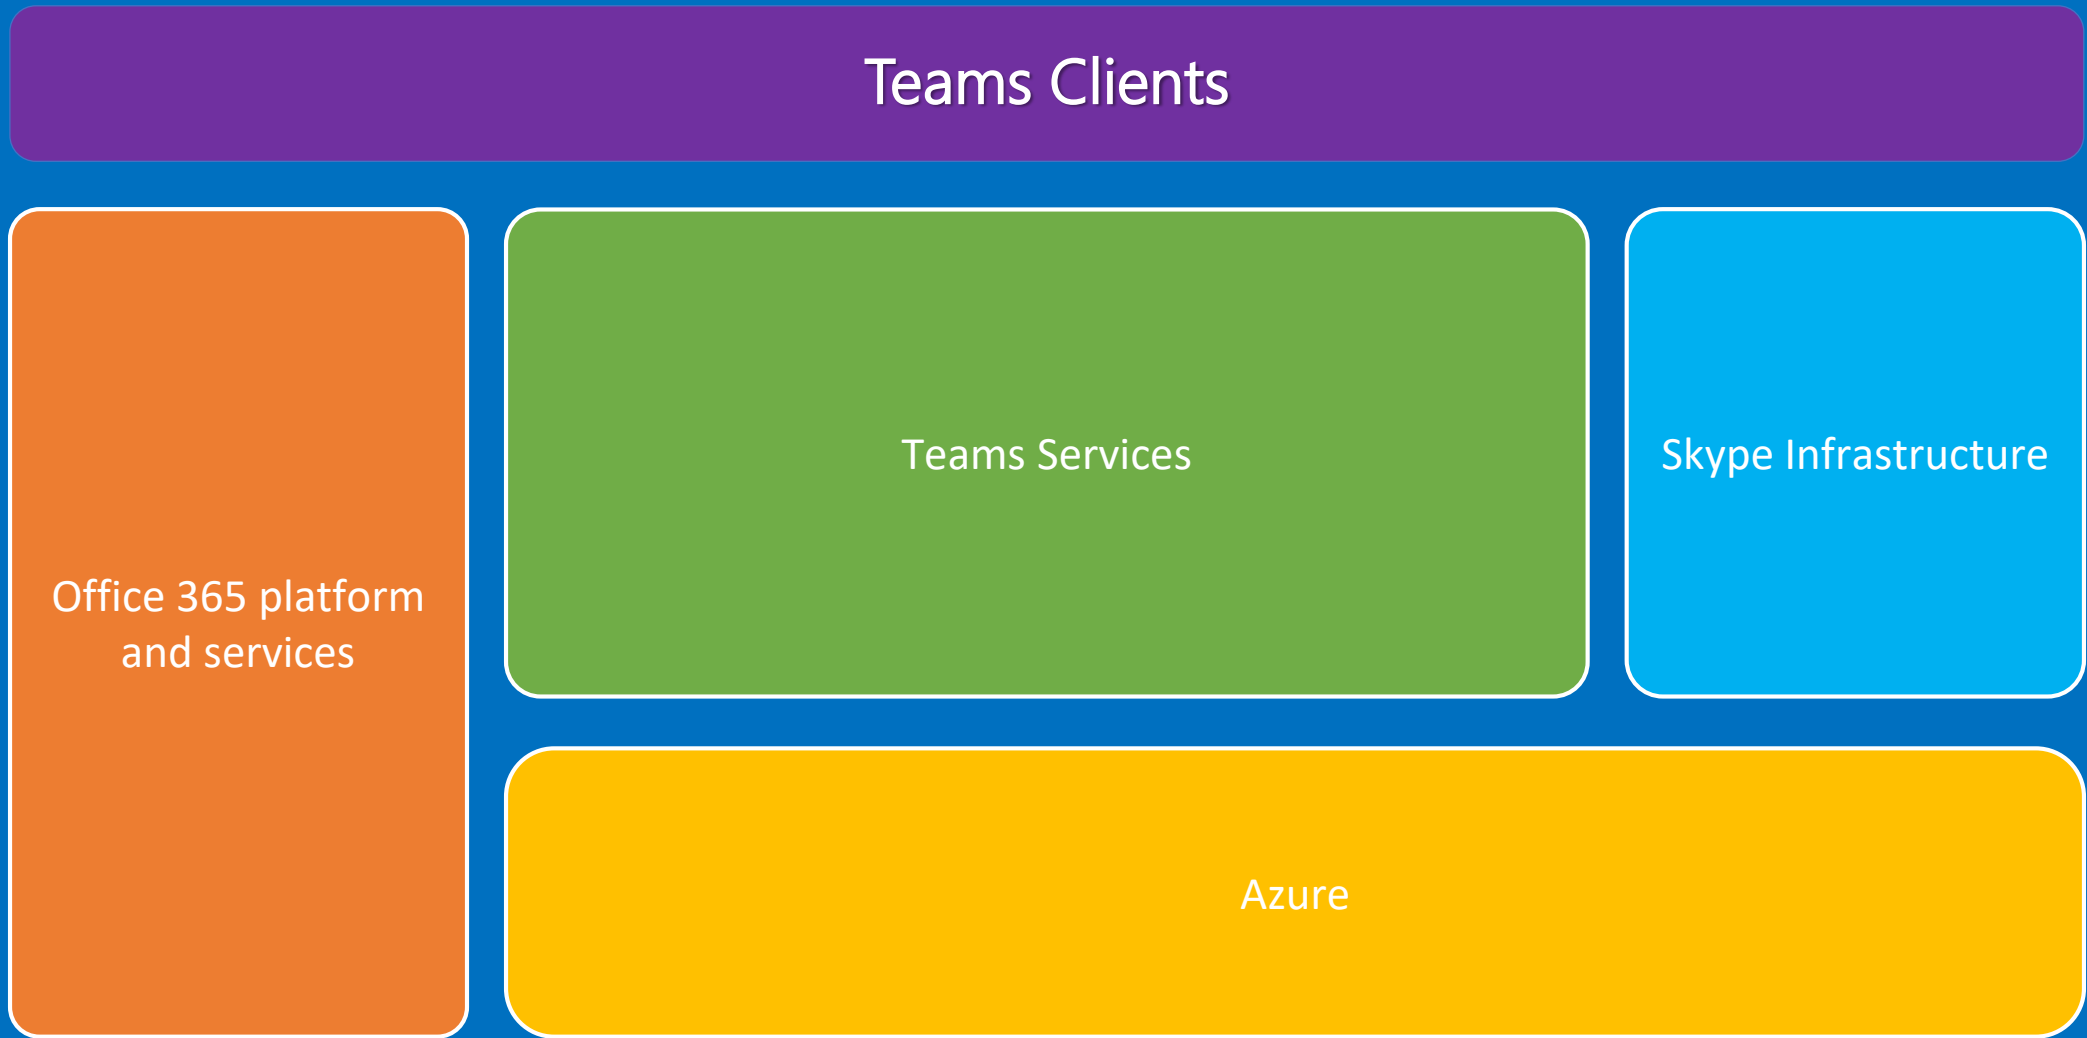 Teams Clients
Office 365 platform
and services
Teams Services
Skype Infrastructure
Azure